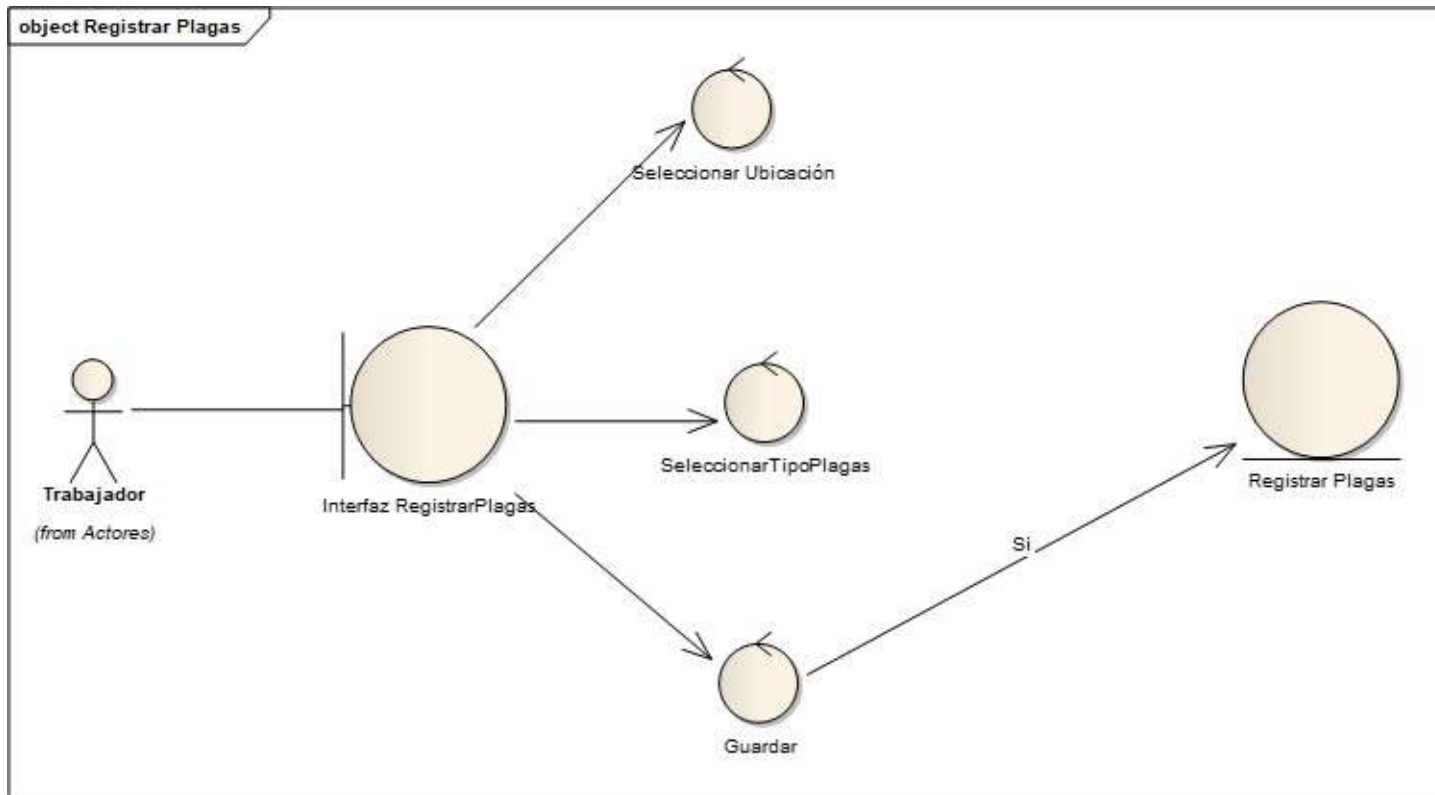 object Registrar Plagas
Seleccionar Ubicación
Trabajador
(from Actores)
Interfaz RegistrarPlagas
SeleccionarTipoPlagas
Registrar Plagas
Si
Guardar